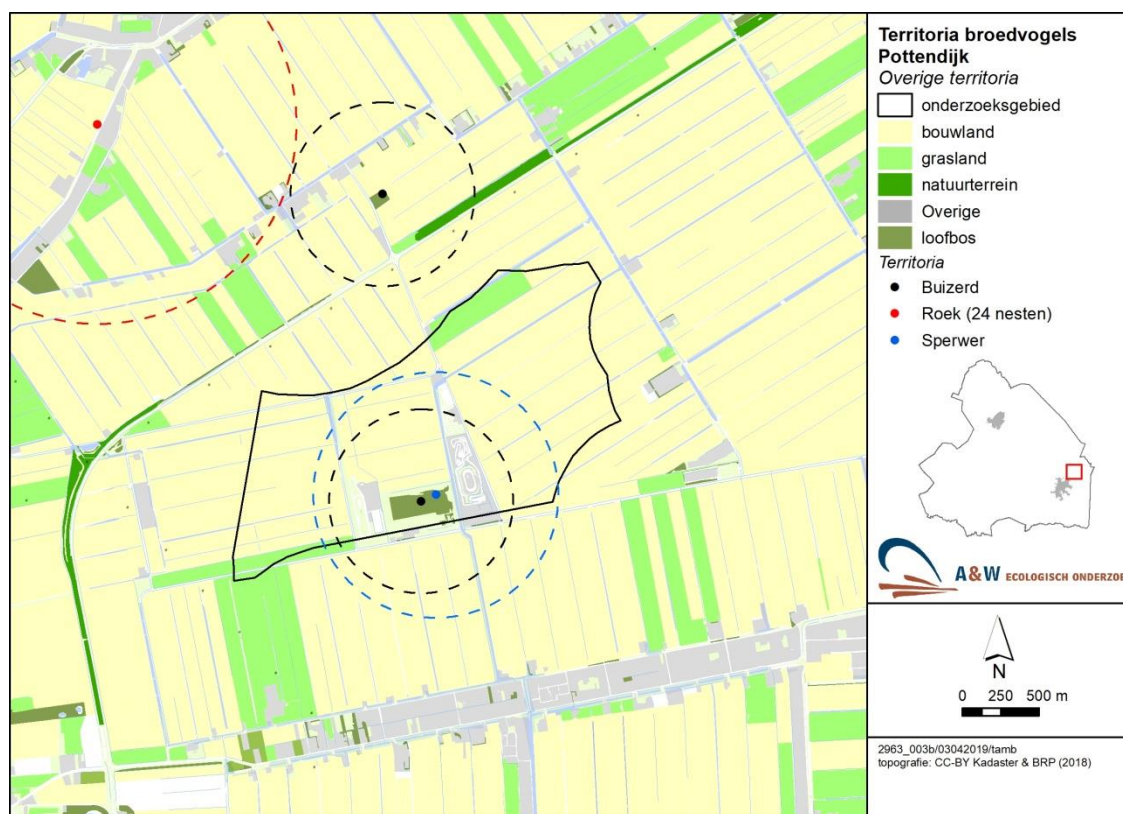 Territoria broedvogels
Pottendijk
Overige territoria
onderzoeksgebied
bouwland
grasland
natuurterrein
Overige
loofbos
Territoria
Buizerd
Roek (24 nesten)
Sperwer
A&W ECOLOGISCH ONDERZOE
N
0 250 500 m
2963_003b/03042019/tamb
topografie: CC-BY Kadaster & BRP (2018)